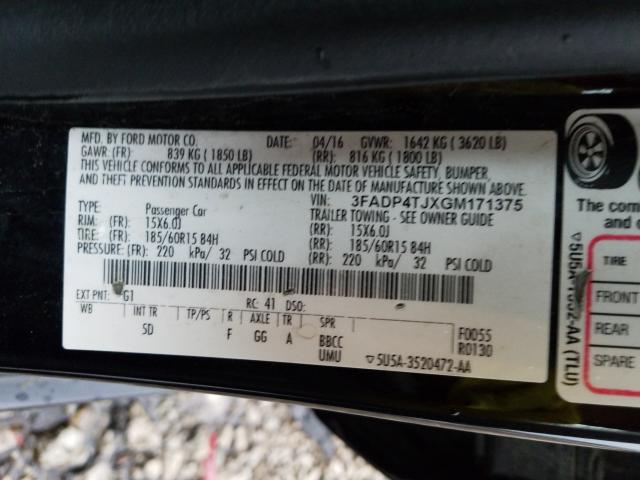 MFD. BY FORD MOTOR CO. DATE: 04/16 GVWR: 1642 KG ( 3620 LB)
GAWR: (FR): 839 KG ( 1850 LB) (RR): 816 KG ( 1800 LB)
THIS VEHICLE CONFORMS TO ALL APPLICABLE FEDERAL MOTOR VEHICLE SAFETY, BUMPER,
AND THEFT PREVENTION STANDARDS IN EFFECT ON THE DATE OF MANUFACTURE SHOWN ABOVE.
VIN: 3FADP4TJXGM171375
TYPE: Passenger Car TRAILER TOWING - SEE OWNER GUIDE
RIM: (FR): 15X6.0J (RR): 15X6.0J
TIRE: (FR): 185/60R15 84H (RR): 185/60R15 84H
PRESSURE: (FR): 220 kPa/ 32 PSI COLD (RR): 220 kPa/ 32 PSI COLD
EXT PNT: G1 RC: 41 DSO:
WB INT TR TP/PS R AXLE TR SPR F0055
5D F GG A BBCC R0130
UMU ▽5U5A-3520472-AA
The com
and c
TIRE
FRONT
REAR
SPARE